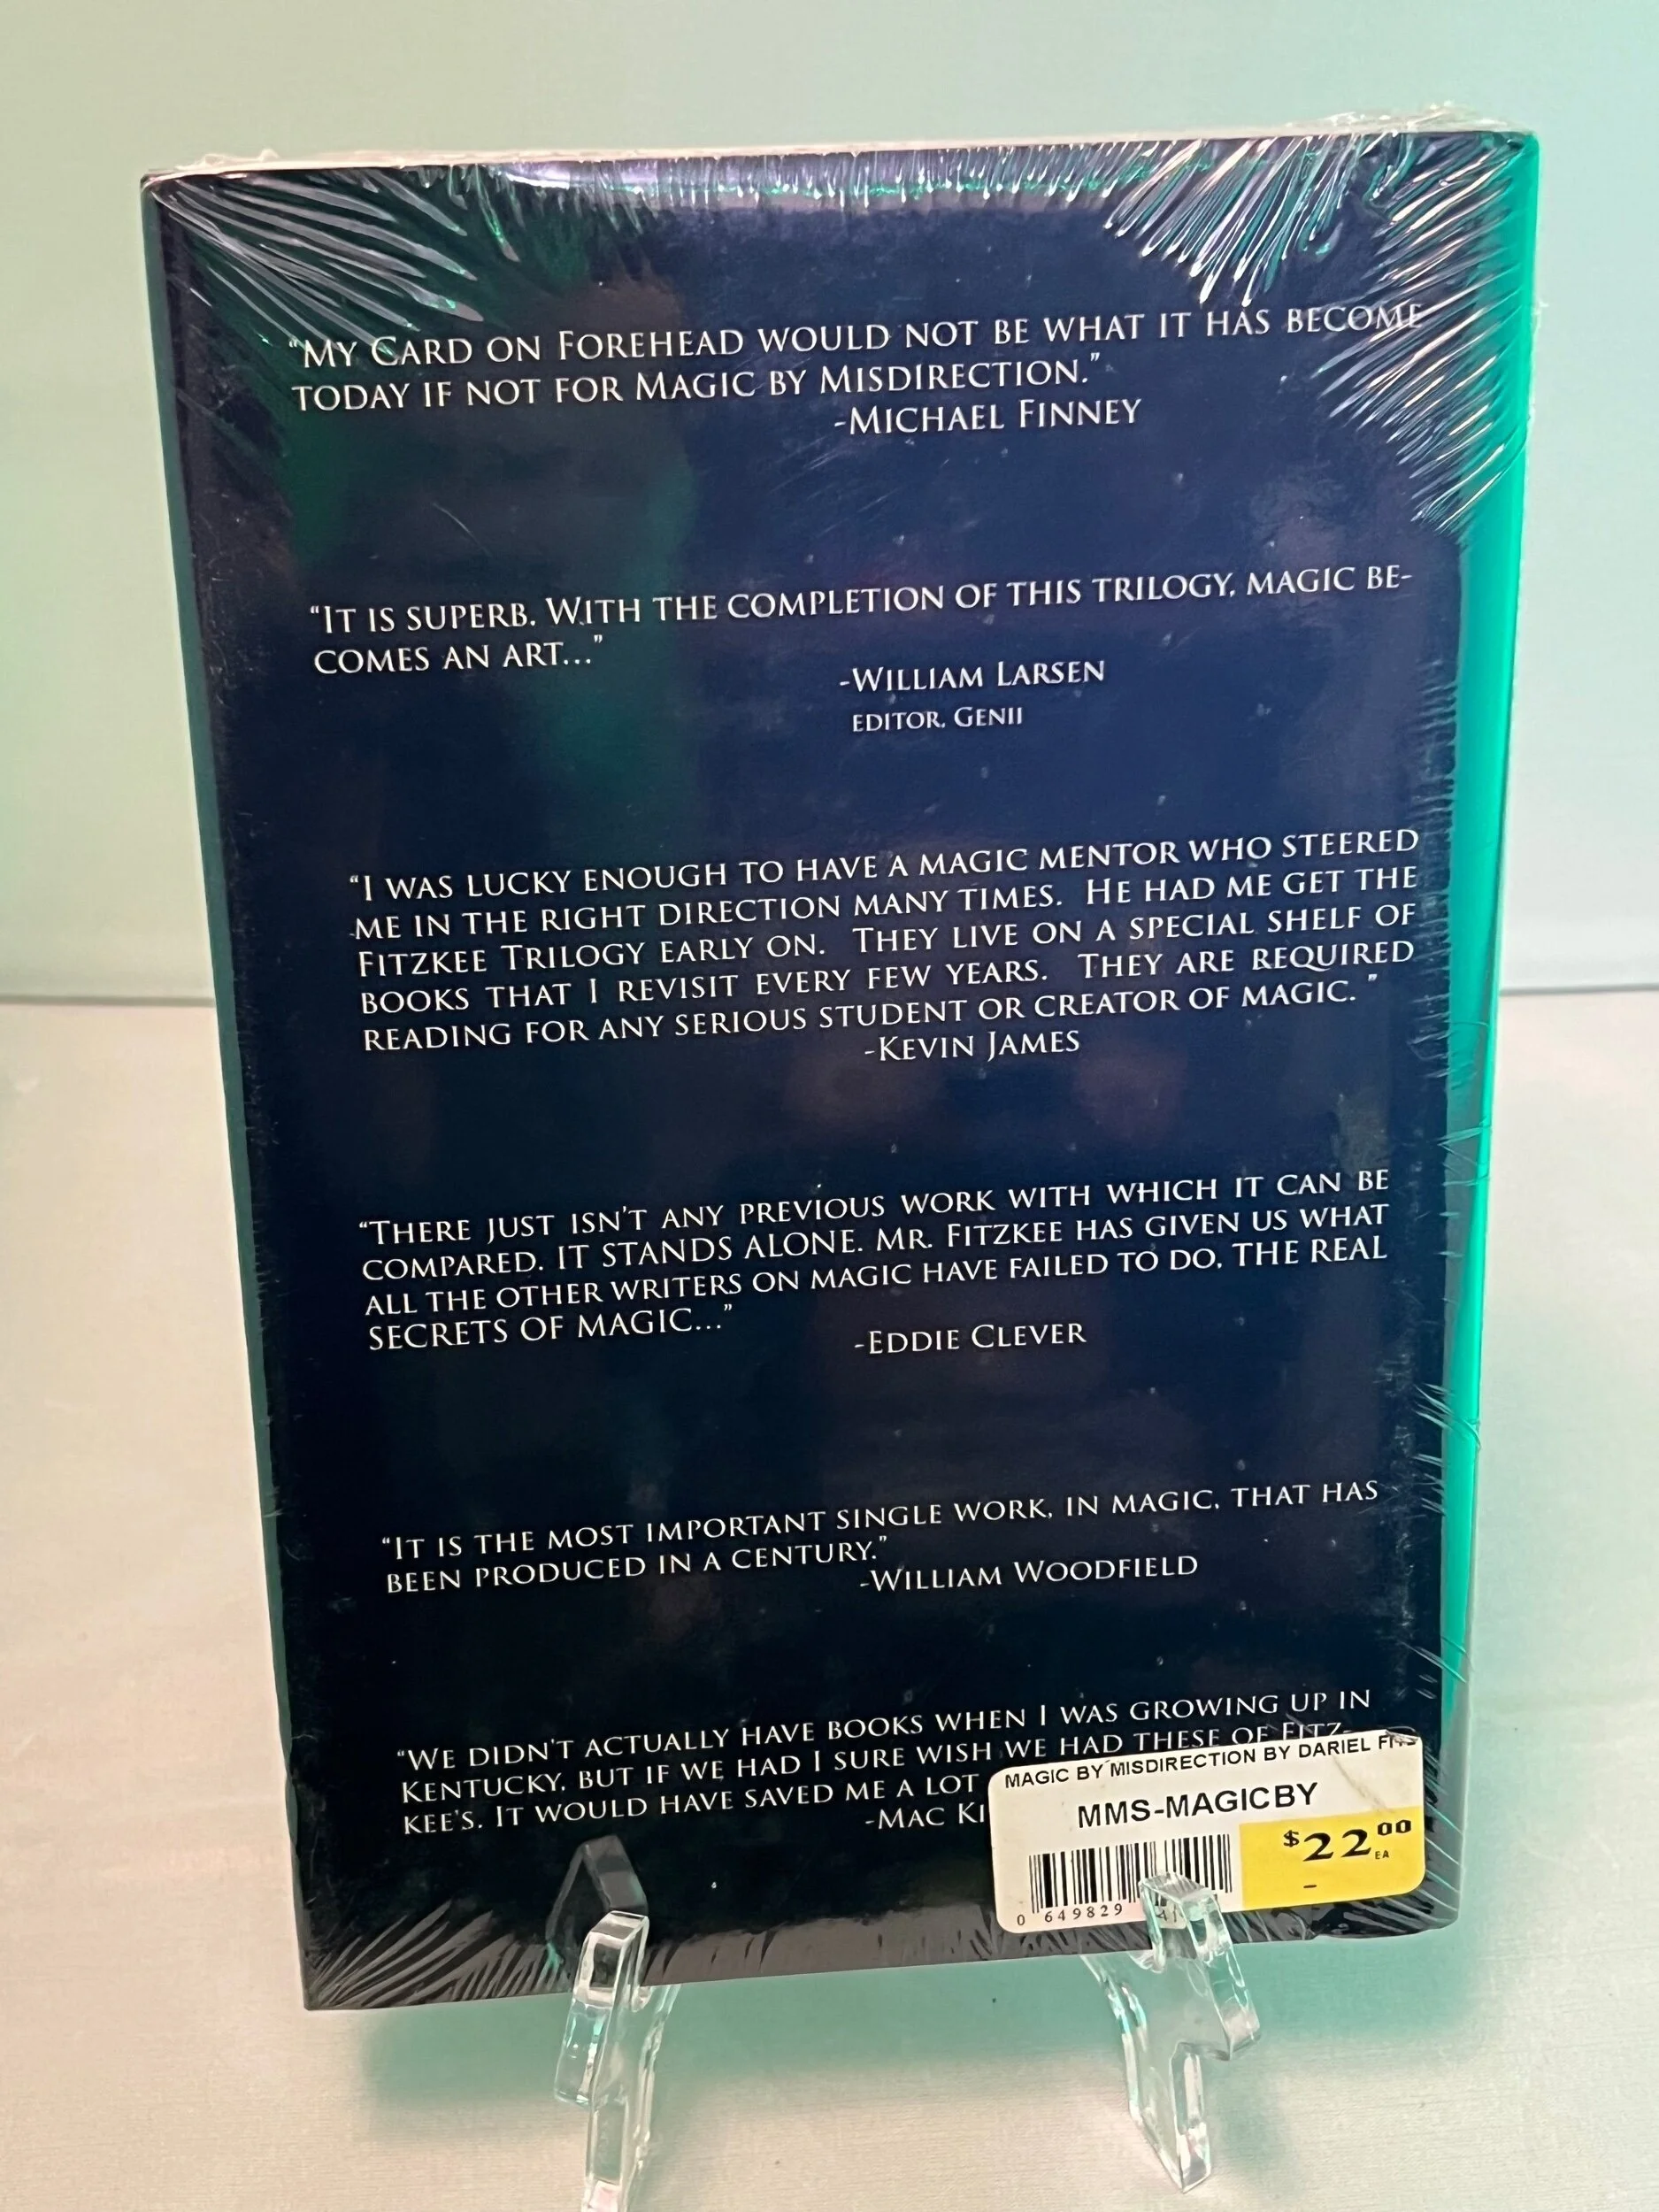 “My Card on Forehead would not be what it has become
today if not for Magic by Misdirection.”
-Michael Finney
“It is superb. With the completion of this trilogy, magic be-
comes an art...”
-William Larsen
editor, Genii
“I was lucky enough to have a magic mentor who steered
me in the right direction many times. He had me get the
Fitzkee Trilogy early on. They live on a special shelf of
books that I revisit every few years. They are required
reading for any serious student or creator of magic. ”
-Kevin James
“There just isn't any previous work with which it can be
compared. It stands alone. Mr. Fitzkee has given us what
all the other writers on magic have failed to do, the real
secrets of magic...”
-Eddie Clever
“It is the most important single work, in magic, that has
been produced in a century.”
-William Woodfield
“We didn't actually have books when I was growing up in
Kentucky, but if we had I sure wish we had these of Fitz-
kee's. It would have saved me a lot
-Mac Ki
MAGIC BY MISDIRECTION BY DARIEL
MMS-MAGICBY
$22.00
EA
0 649829 41